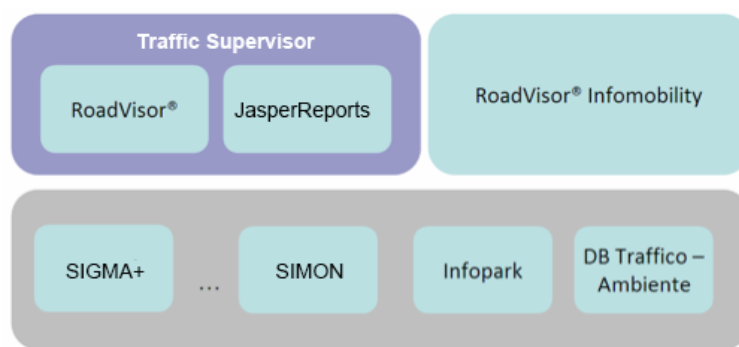 Traffic Supervisor
RoadVisor®
JasperReports
RoadVisor® Infomobility
SIGMA+
...
SIMON
Infopark
DB Traffico –
Ambiente